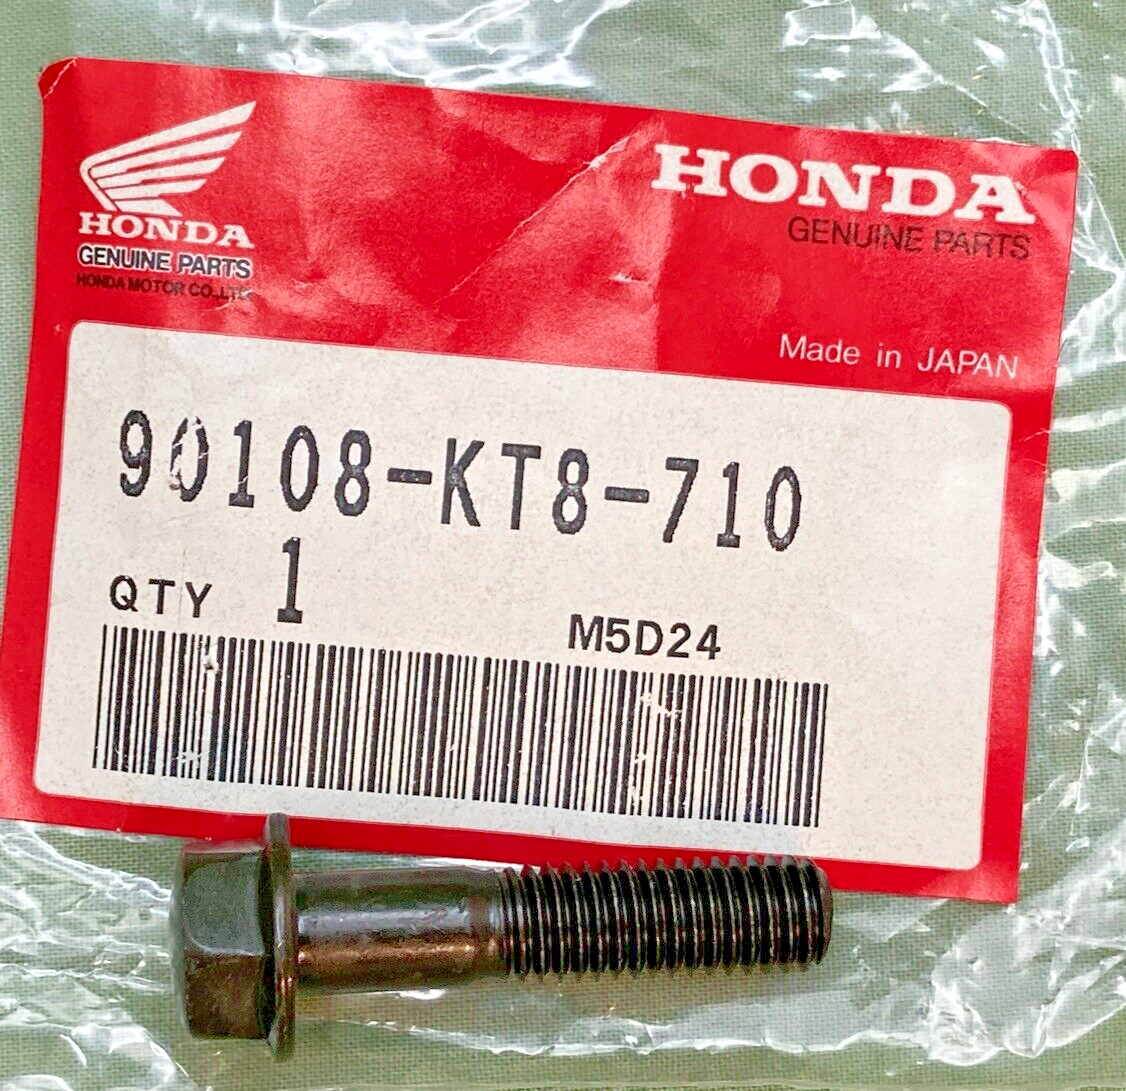 HONDA
GENUINE PARTS
HONDA MOTOR CO.,LTD.
HONDA
GENUINE PARTS
Made in JAPAN
90108-KT8-710
QTY 1
M5D24